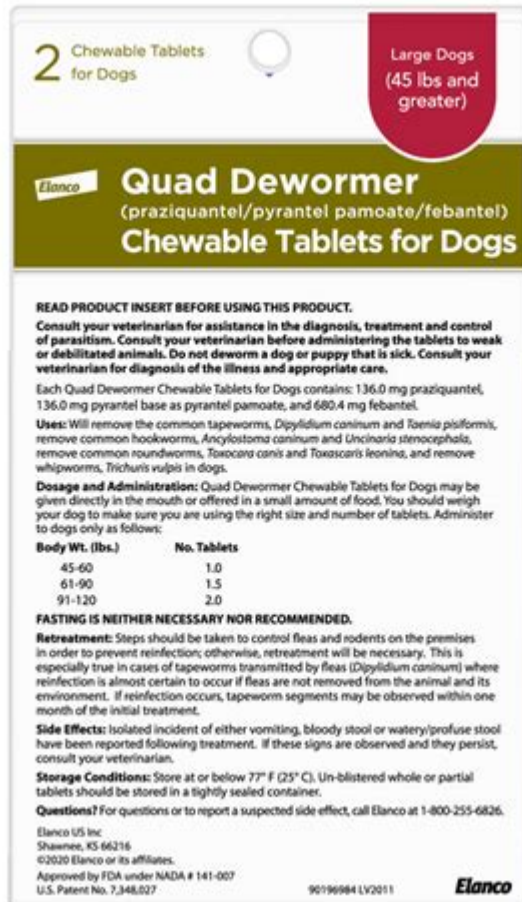 2 Chewable Tablets
for Dogs
Large Dogs
(45 lbs and
greater)
Elanco
Quad Dewormer
(praziquantel/pyrantel pamoate/febantel)
Chewable Tablets for Dogs
READ PRODUCT INSERT BEFORE USING THIS PRODUCT.
Consult your veterinarian for assistance in the diagnosis, treatment and control
of parasitism. Consult your veterinarian before administering the tablets to weak
or debilitated animals. Do not deworm a dog or puppy that is sick. Consult your
veterinarian for diagnosis of the illness and appropriate care.
Each Quad Dewormer Chewable Tablets for Dogs contains: 136.0 mg praziquantel,
136.0 mg pyrantel base as pyrantel pamoate, and 680.4 mg febantel.
Uses: Will remove the common tapeworms, Dipylidium caninum and Taenia pisiformis,
remove common hookworms, Ancylostoma caninum and Uncinaria stenocephala,
remove common roundworms, Toxocara canis and Toxascaris leonina, and remove
whipworms, Trichuris vulpis in dogs.
Dosage and Administration: Quad Dewormer Chewable Tablets for Dogs may be
given directly in the mouth or offered in a small amount of food. You should weigh
your dog to make sure you are using the right size and number of tablets. Administer
to dogs only as follows:
Body Wt. (lbs.) No. Tablets
45-60 1.0
61-90 1.5
91-120 2.0
FASTING IS NEITHER NECESSARY NOR RECOMMENDED.
Retreatment: Steps should be taken to control fleas and rodents on the premises
in order to prevent reinfection; otherwise, retreatment will be necessary. This is
especially true in cases of tapeworms transmitted by fleas (Dipylidium caninum) where
reinfection is almost certain to occur if fleas are not removed from the animal and its
environment. If reinfection occurs, tapeworm segments may be observed within one
month of the initial treatment.
Side Effects: Isolated incident of either vomiting, bloody stool or watery/profuse stool
have been reported following treatment. If these signs are observed and they persist,
consult your veterinarian.
Storage Conditions: Store at or below 77° F (25° C). Un-blistered whole or partial
tablets should be stored in a tightly sealed container.
Questions? For questions or to report a suspected side effect, call Elanco at 1-800-255-6826.
Elanco US Inc
Shawnee, KS 66216
©2020 Elanco or its affiliates.
Approved by FDA under NADA # 141-007
U.S. Patent No. 7,348,027 90196984 LV2011 Elanco